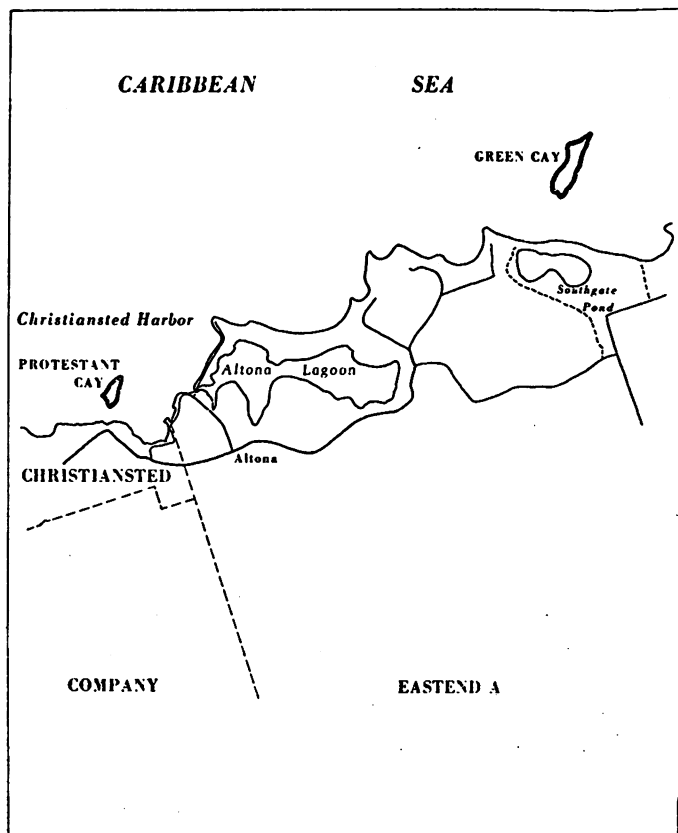 CARIBBEAN SEA
GREEN CAY
Southgate
Pond
Christiansted Harbor
PROTESTANT
CAY
Altona Lagoon
Altona
CHRISTIANSTED
COMPANY
EASTEND A